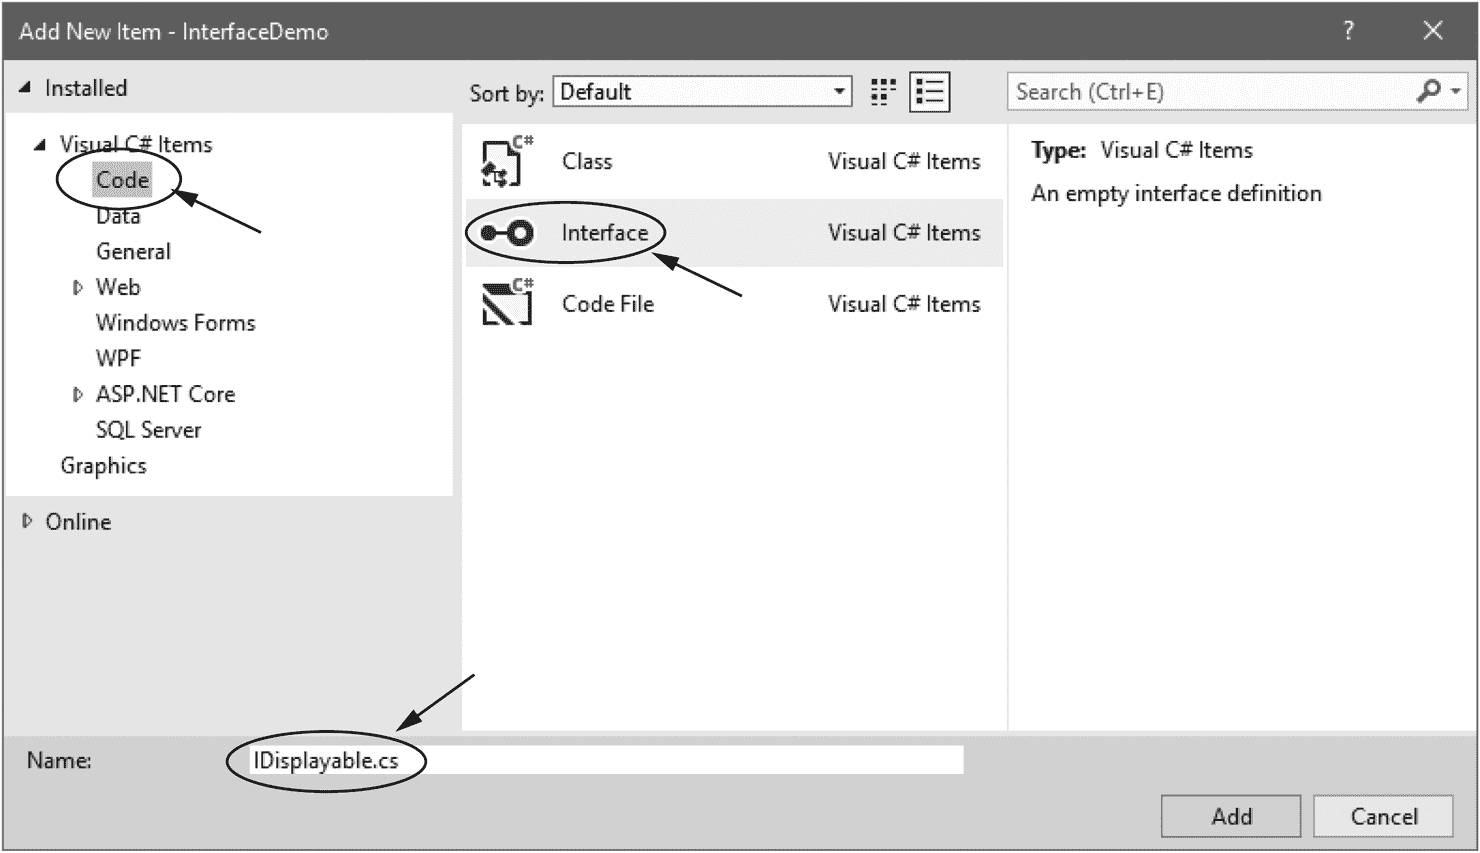 Add New Item - InterfaceDemo ?
Installed
Sort by: Default
Search (Ctrl+E)
Visual C# Items
Code
Data
General
Web
Windows Forms
WPF
ASP.NET Core
SQL Server
Graphics
Online
C# Class Visual C# Items
Interface Visual C# Items
C# Code File Visual C# Items
Type: Visual C# Items
An empty interface definition
Name: IDisplayable.cs
Add Cancel